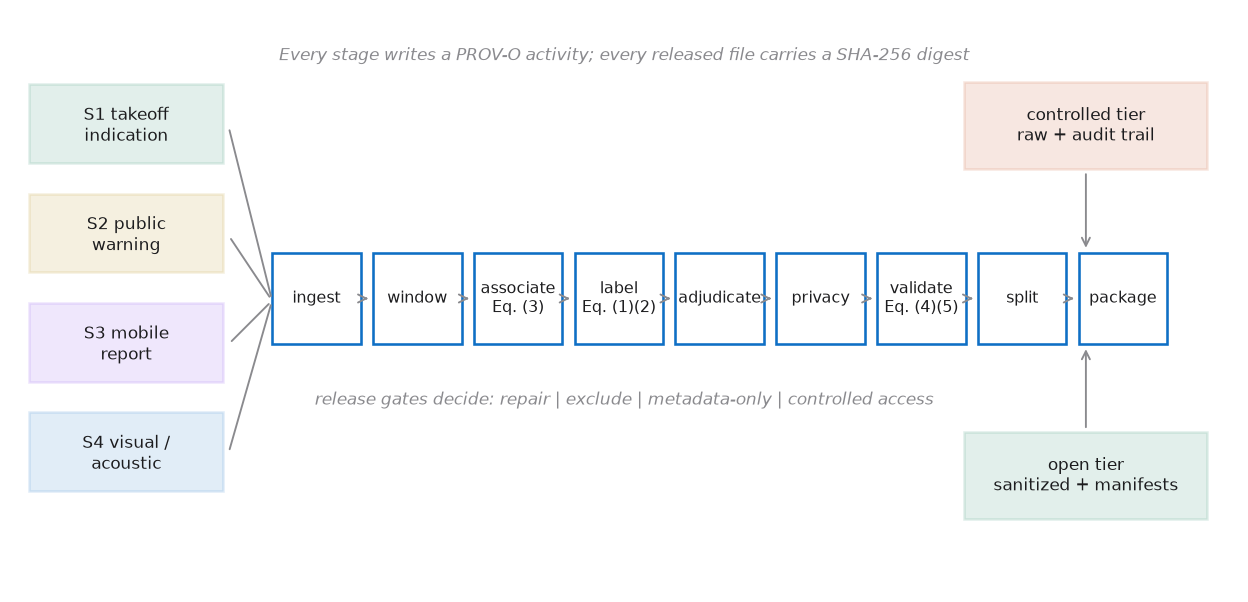 Every stage writes a PROV-O activity; every released file carries a SHA-256 digest
S1 takeoff
indication
S2 public
warning
S3 mobile
report
S4 visual /
acoustic
ingest
window
associate
Eq. (3)
label
Eq. (1)(2)
adjudicate
privacy
validate
Eq. (4)(5)
split
package
controlled tier
raw + audit trail
release gates decide: repair | exclude | metadata-only | controlled access
open tier
sanitized + manifests